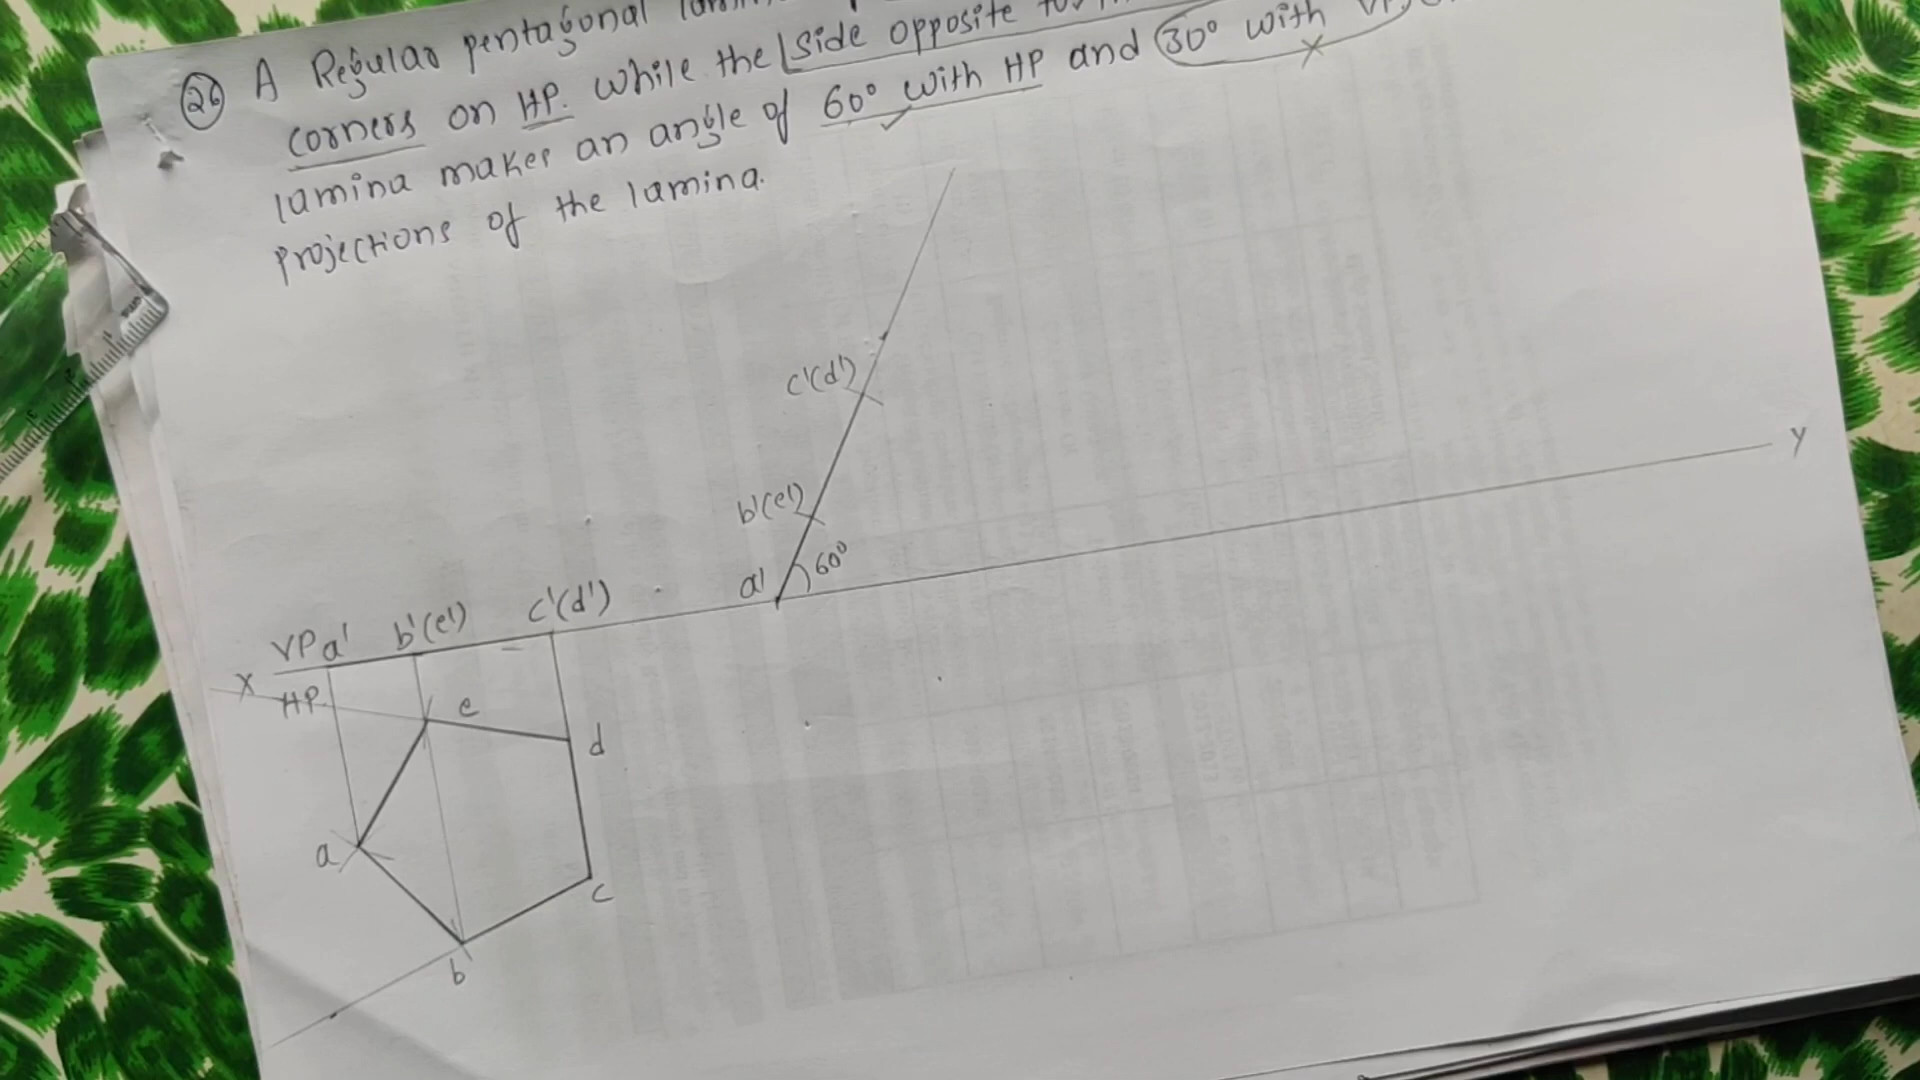 26 A Regular pentagonal
corners on HP. While the side opposite to
lamina makes an angle of 60° with HP and 30° with
projections of the lamina.
c'(d')
Y
b'(e')
a' 60°
VP a' b'(e') c'(d')
X HP
e
d
a
c
b